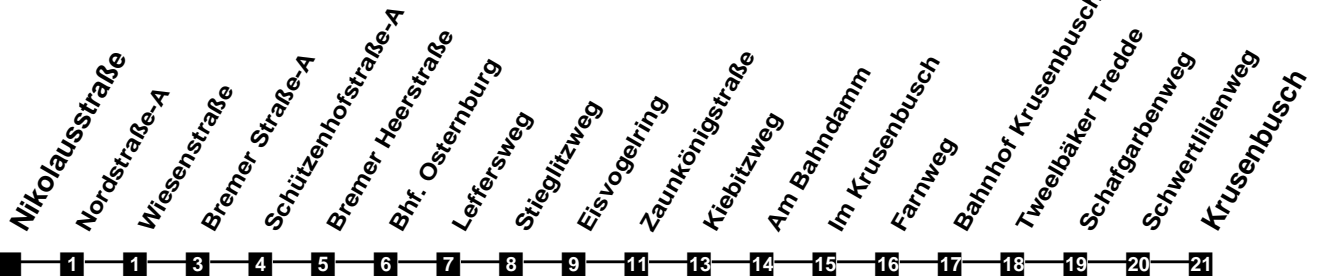 Nikolausstraße
Nordstraße-A
Wiesenstraße
Bremer Straße-A
Schützenhofstraße-A
Bremer Heerstraße
Bhf. Osternburg
Leffersweg
Stieglitzweg
Eisvogelring
Zaunkönigstraße
Kiebitzweg
Am Bahndamm
Im Krusenbusch
Farnweg
Bahnhof Krusenbusch
Tweelbäker Tredde
Schafgarbenweg
Schwertlilienweg
Krusenbusch
1 1 3 4 5 6 7 8 9 11 13 14 15 16 17 18 19 20 21